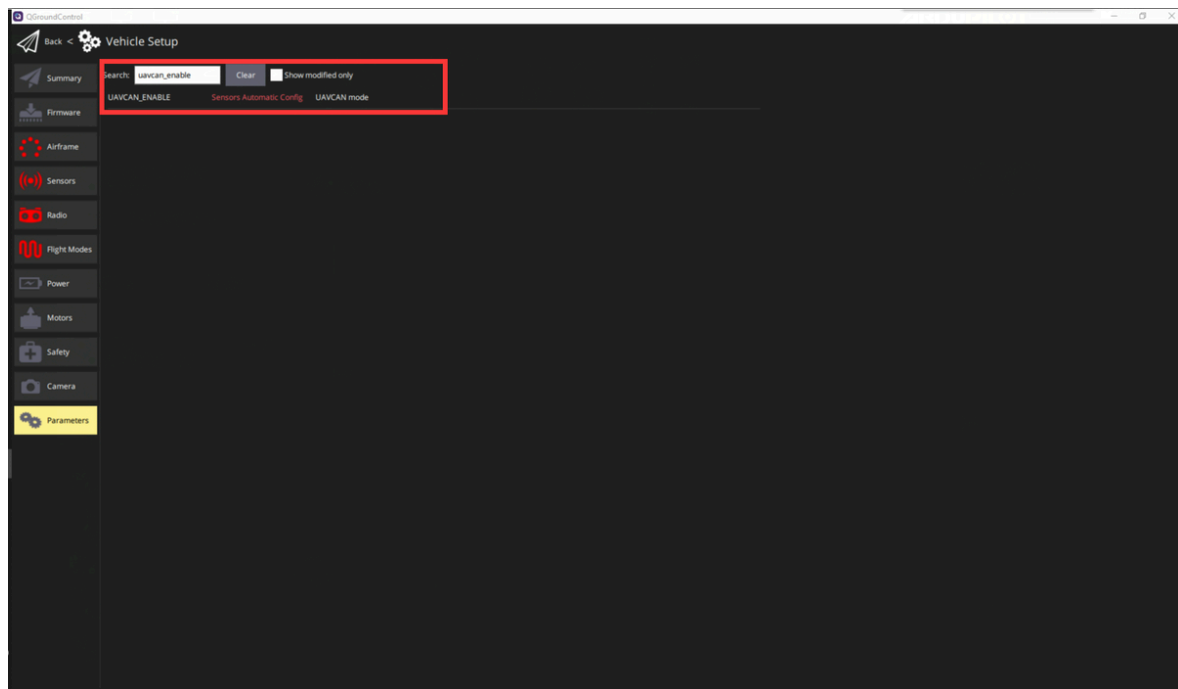 QGroundControl
Back < Vehicle Setup
Search: uavcan_enable Clear Show modified only
UAVCAN_ENABLE Sensors Automatic Config UAVCAN mode
Summary
Firmware
Airframe
Sensors
Radio
Flight Modes
Power
Motors
Safety
Camera
Parameters